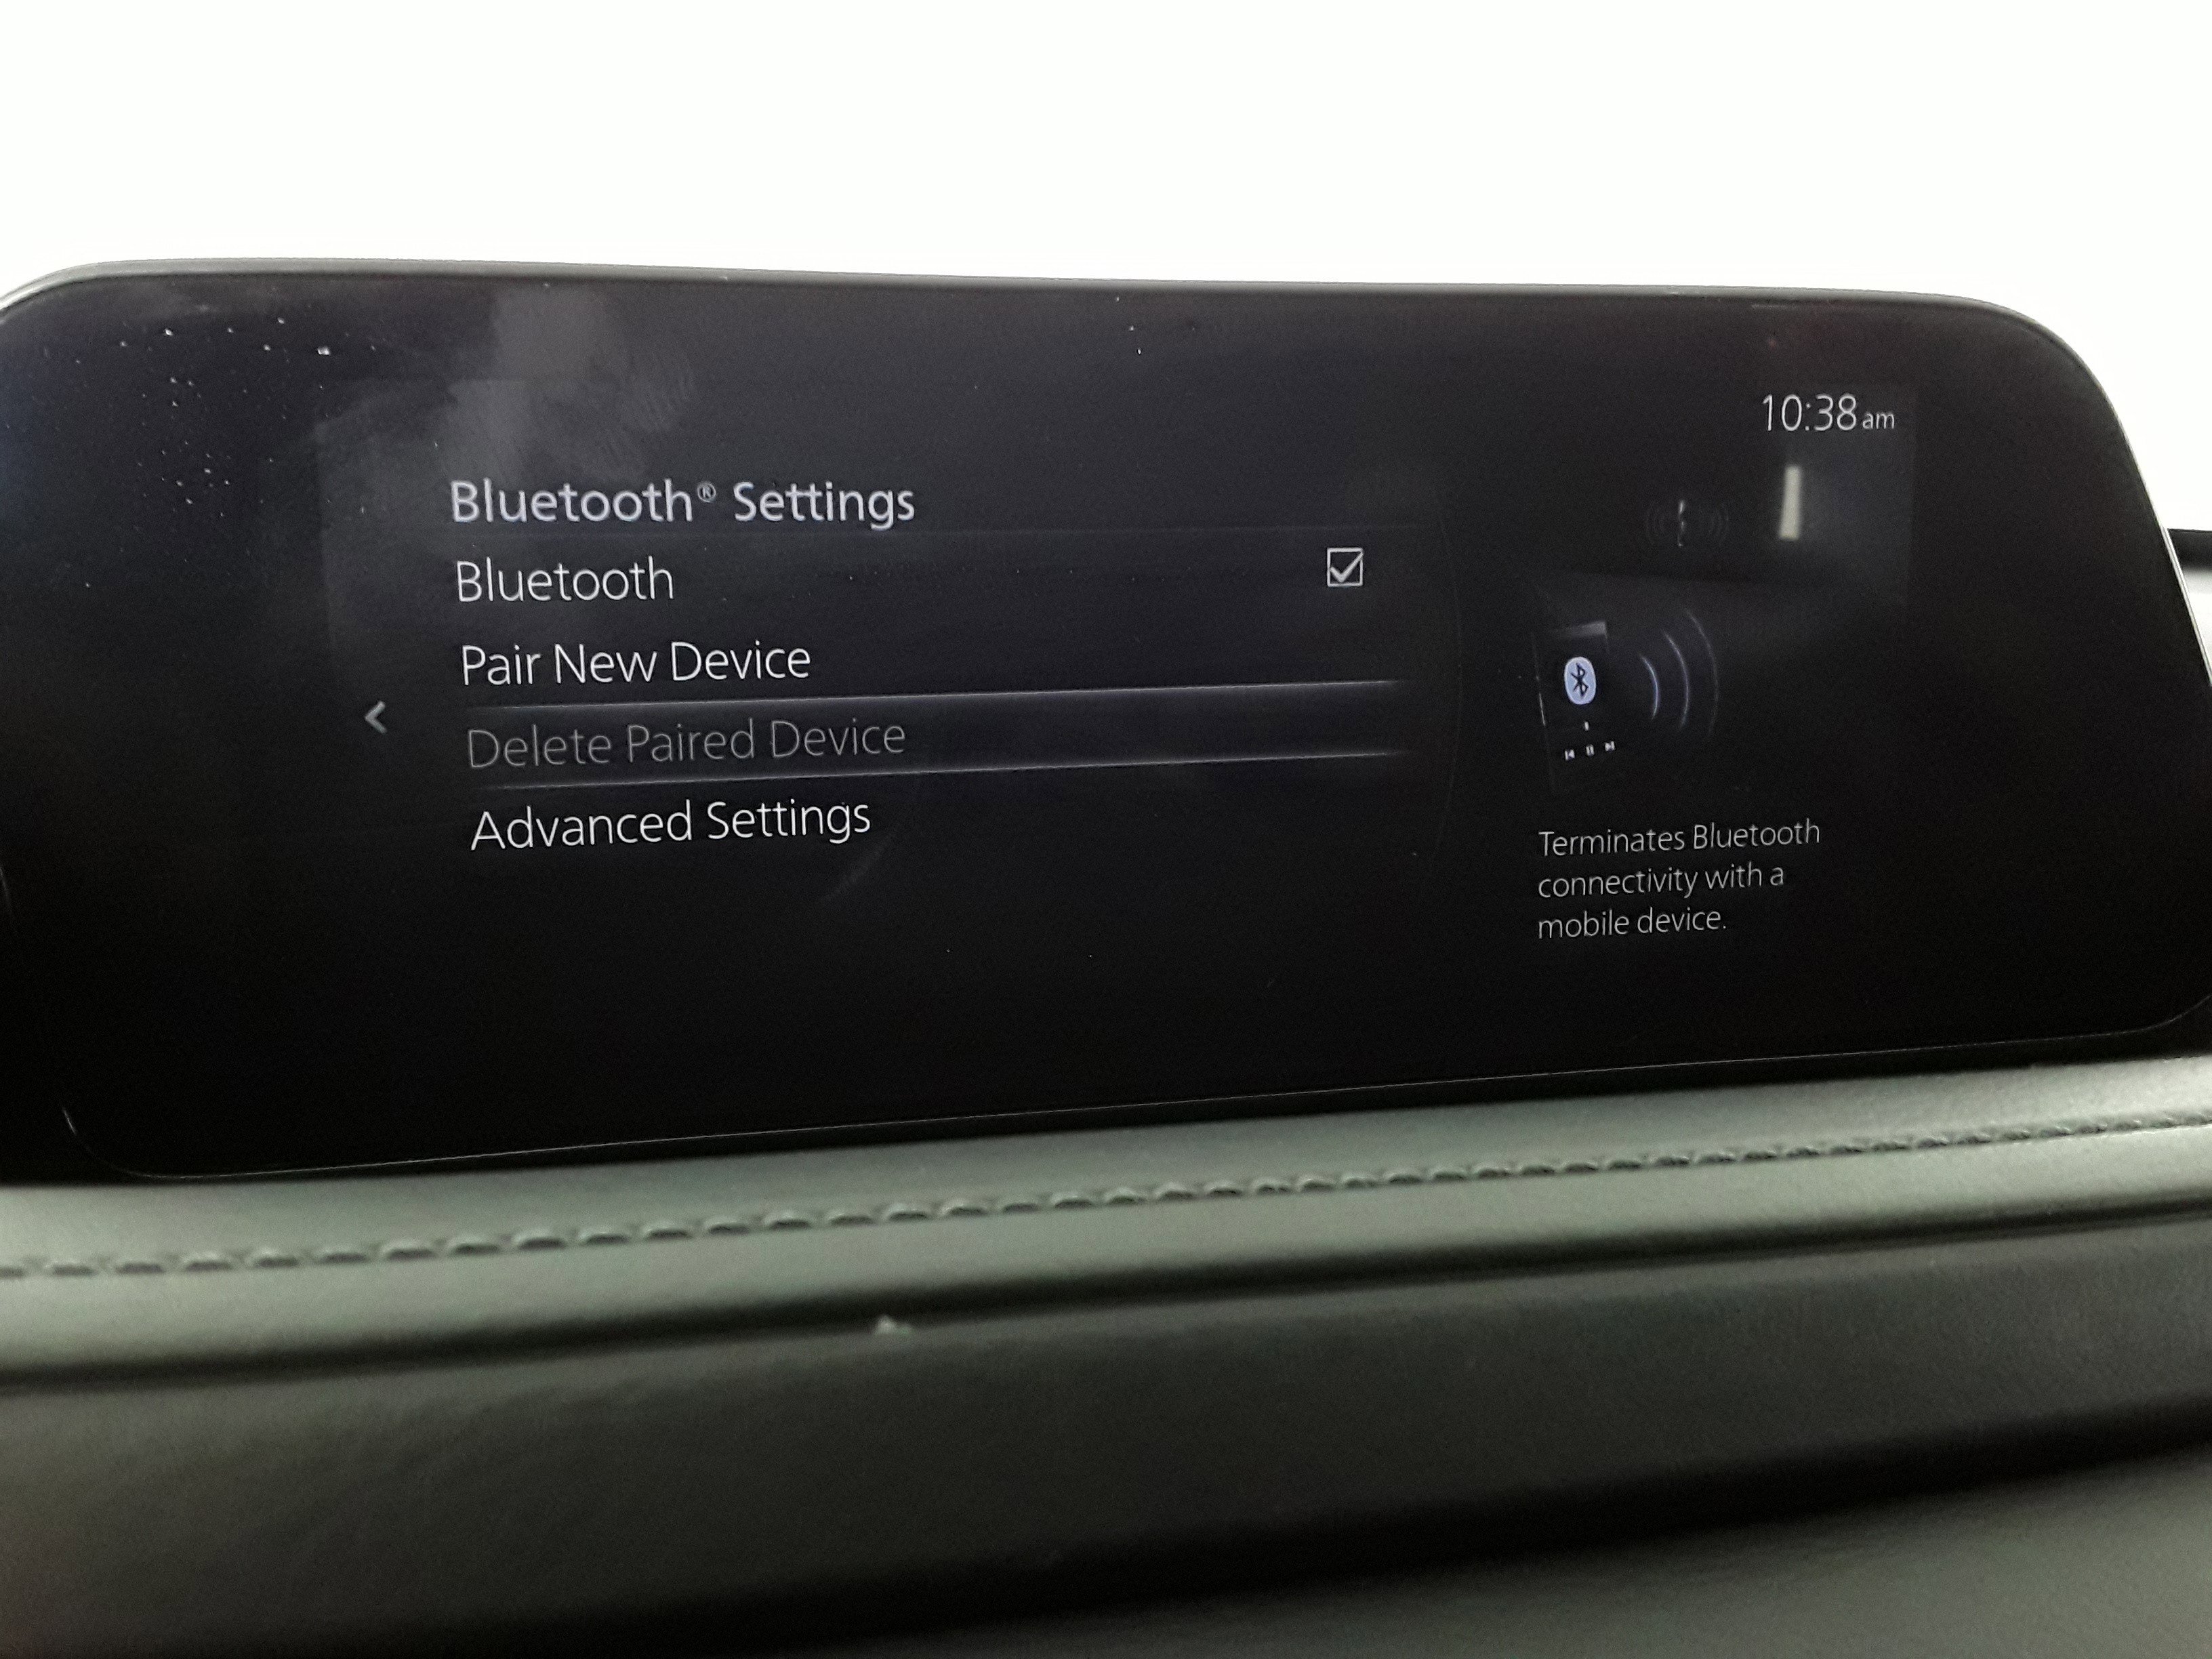 10:38am
Bluetooth® Settings
Bluetooth
Pair New Device
Delete Paired Device
Advanced Settings
Terminates Bluetooth
connectivity with a
mobile device.